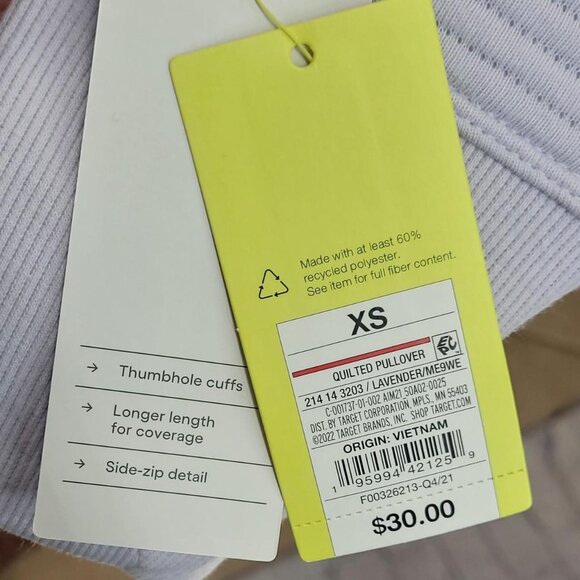 → Thumbhole cuffs
→ Longer length
for coverage
→ Side-zip detail
Made with at least 60%
recycled polyester.
See item for full fiber content.
XS
QUILTED PULLOVER
EPC
214 14 3203 / LAVENDER/ME9WE
C-001737-01-002 AIMZ1 50A02-0025
DIST. BY TARGET CORPORATION, MPLS., MN 55403
©2022 TARGET BRANDS, INC. SHOP TARGET.COM
ORIGIN: VIETNAM
1 95994 42125 9
F00326213-Q4/21
$30.00